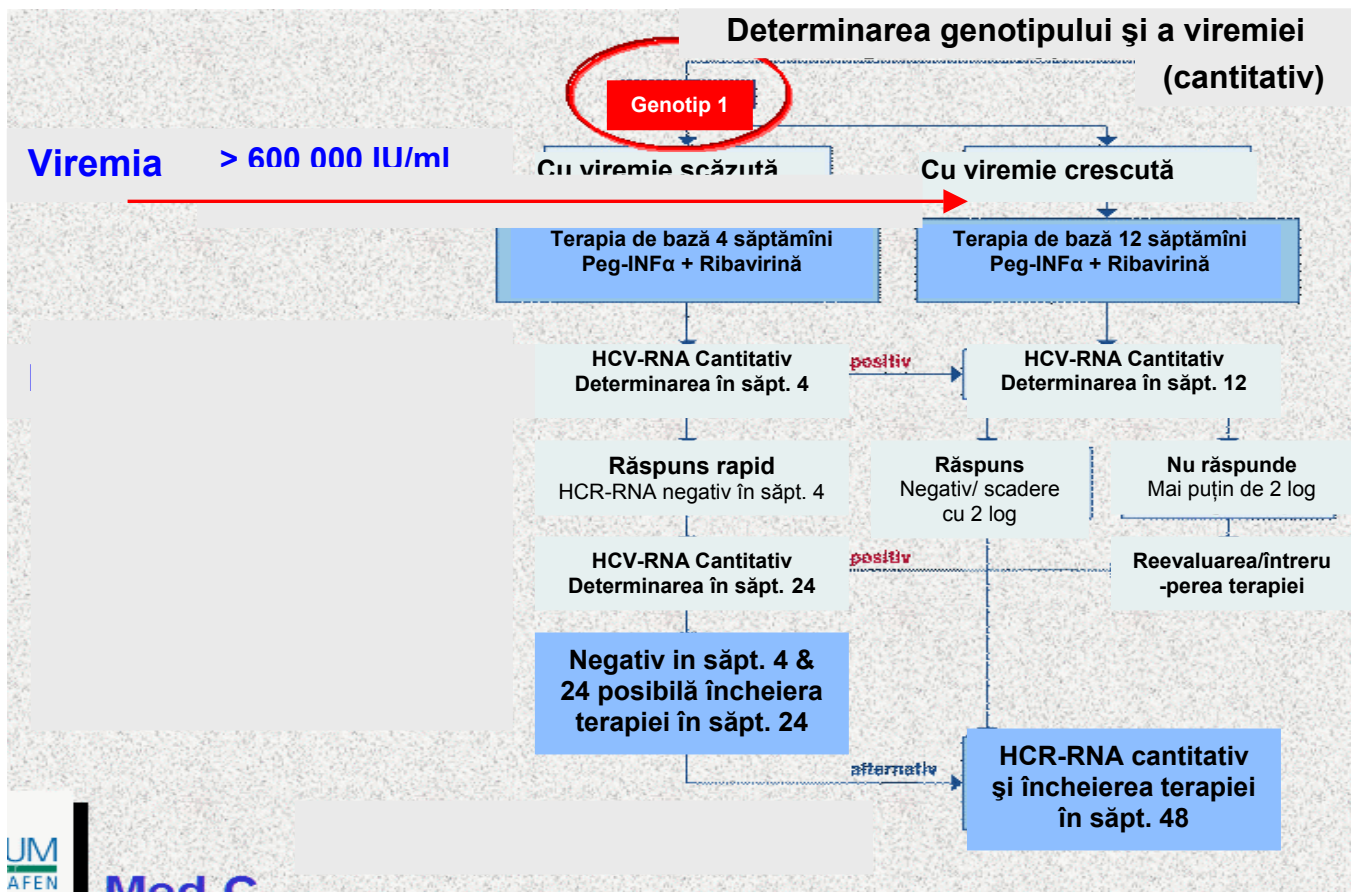 Determinarea genotipului şi a viremiei
(cantitativ)
Genotip 1
Viremia > 600 000 IU/ml
Cu viremie scăzută
Cu viremie crescută
Terapia de bază 4 săptămîni
Peg-INFα + Ribavirină
Terapia de bază 12 săptămîni
Peg-INFα + Ribavirină
HCV-RNA Cantitativ
Determinarea în săpt. 4
positiv
HCV-RNA Cantitativ
Determinarea în săpt. 12
Răspuns rapid
HCR-RNA negativ în săpt. 4
Răspuns
Negativ/ scadere
cu 2 log
Nu răspunde
Mai puțin de 2 log
HCV-RNA Cantitativ
Determinarea în săpt. 24
positiv
Reevaluarea/întreru
-perea terapiei
Negativ in săpt. 4 &
24 posibilă încheiera
terapiei în săpt. 24
alternativ
HCR-RNA cantitativ
şi încheierea terapiei
în săpt. 48
UM
AFEN